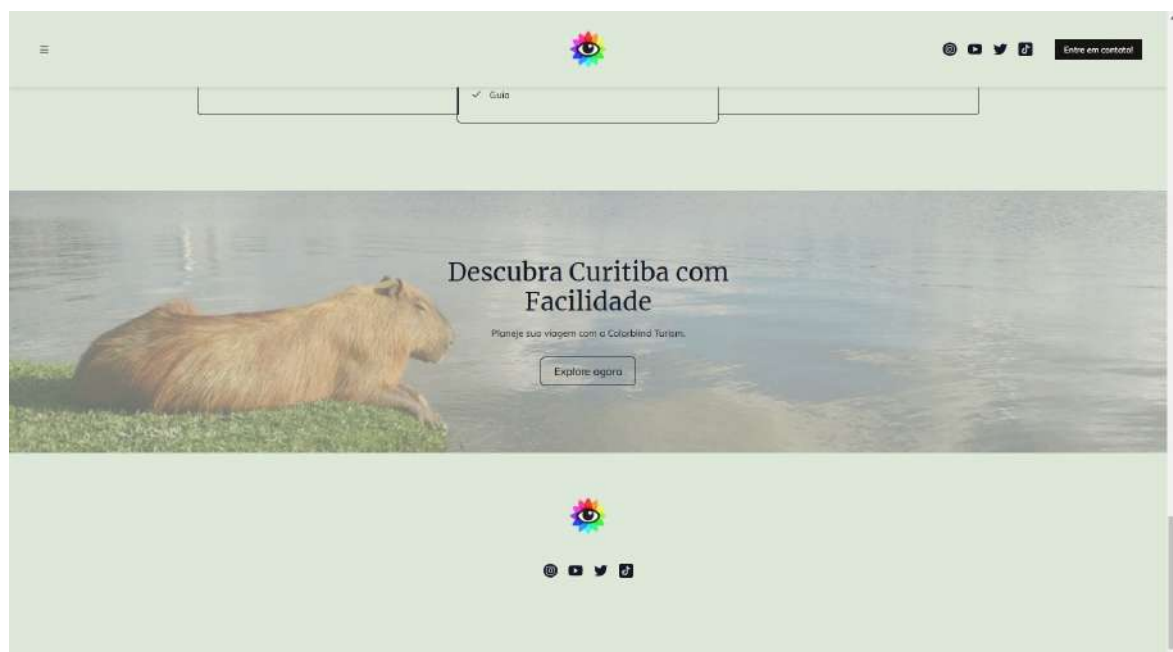 Entre em contato!
Guia
Descubra Curitiba com
Facilidade
Planeje sua viagem com a Colorblind Turism.
Explore agora